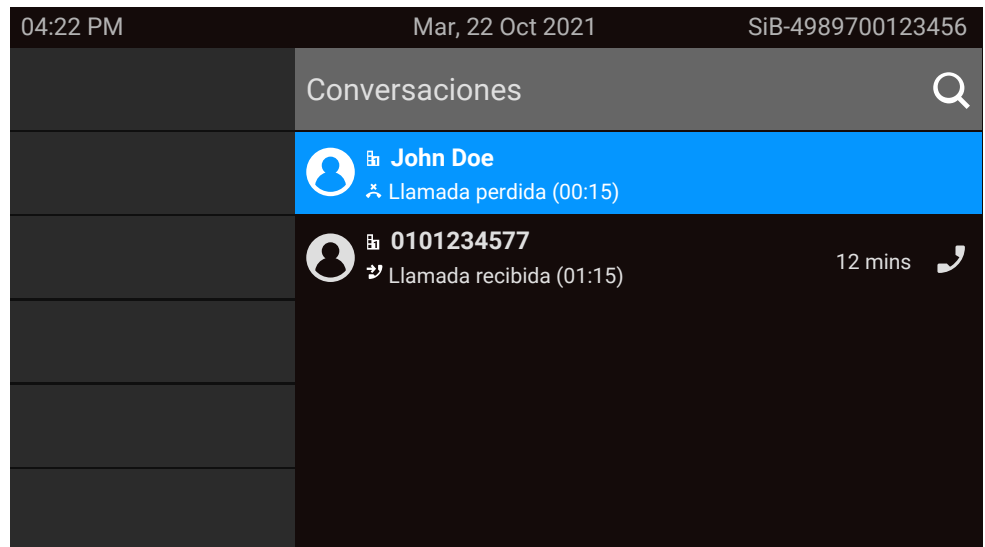 04:22 PM Mar, 22 Oct 2021 SiB-4989700123456
Conversaciones
John Doe
Llamada perdida (00:15)
0101234577
Llamada recibida (01:15) 12 mins